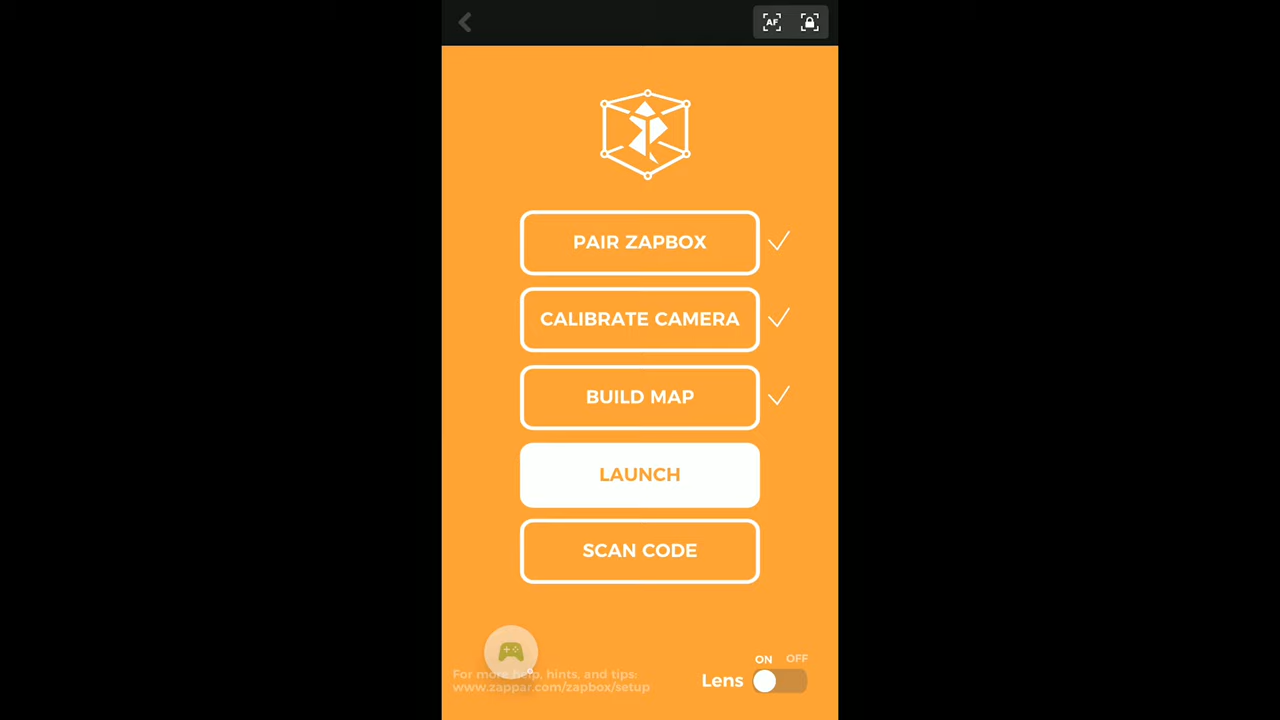 AF
PAIR ZAPBOX
CALIBRATE CAMERA
BUILD MAP
LAUNCH
SCAN CODE
For more help, hints, and tips:
www.zappar.com/zapbox/setup
ON OFF
Lens